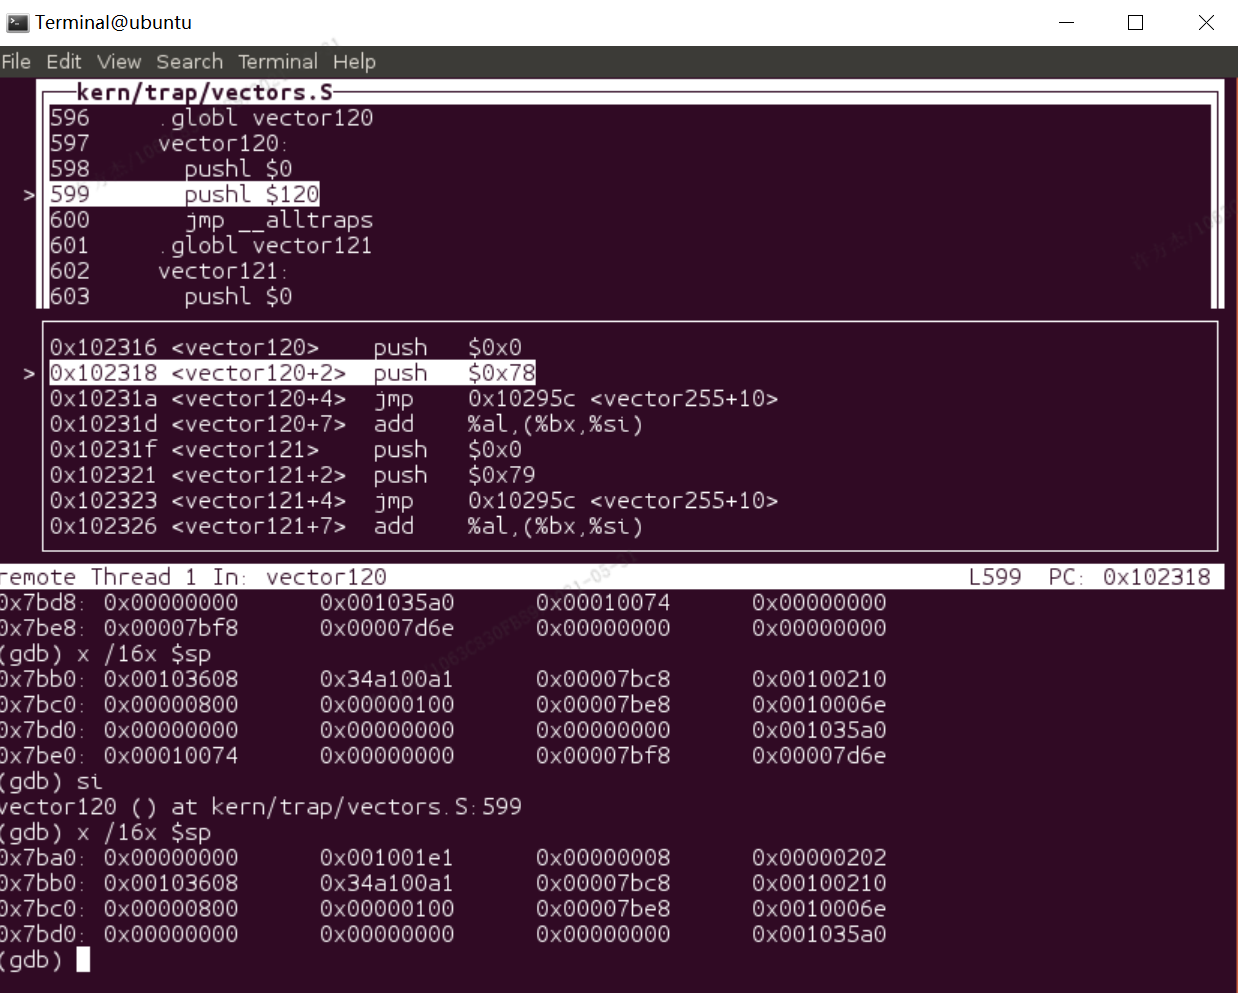 Terminal@ubuntu
File Edit View Search Terminal Help
kern/trap/vectors.S
596 .globl vector120
597 vector120:
598 pushl $0
> 599 pushl $120
600 jmp __alltraps
601 .globl vector121
602 vector121:
603 pushl $0
0x102316 <vector120> push $0x0
> 0x102318 <vector120+2> push $0x78
0x10231a <vector120+4> jmp 0x10295c <vector255+10>
0x10231d <vector120+7> add %al,(%bx,%si)
0x10231f <vector121> push $0x0
0x102321 <vector121+2> push $0x79
0x102323 <vector121+4> jmp 0x10295c <vector255+10>
0x102326 <vector121+7> add %al,(%bx,%si)
remote Thread 1 In: vector120 L599 PC: 0x102318
0x7bd8: 0x00000000 0x001035a0 0x00010074 0x00000000
0x7be8: 0x00007bf8 0x00007d6e 0x00000000 0x00000000
(gdb) x /16x $sp
0x7bb0: 0x00103608 0x34a100a1 0x00007bc8 0x00100210
0x7bc0: 0x00000800 0x00000100 0x00007be8 0x0010006e
0x7bd0: 0x00000000 0x00000000 0x00000000 0x001035a0
0x7be0: 0x00010074 0x00000000 0x00007bf8 0x00007d6e
(gdb) si
vector120 () at kern/trap/vectors.S:599
(gdb) x /16x $sp
0x7ba0: 0x00000000 0x001001e1 0x00000008 0x00000202
0x7bb0: 0x00103608 0x34a100a1 0x00007bc8 0x00100210
0x7bc0: 0x00000800 0x00000100 0x00007be8 0x0010006e
0x7bd0: 0x00000000 0x00000000 0x00000000 0x001035a0
(gdb)